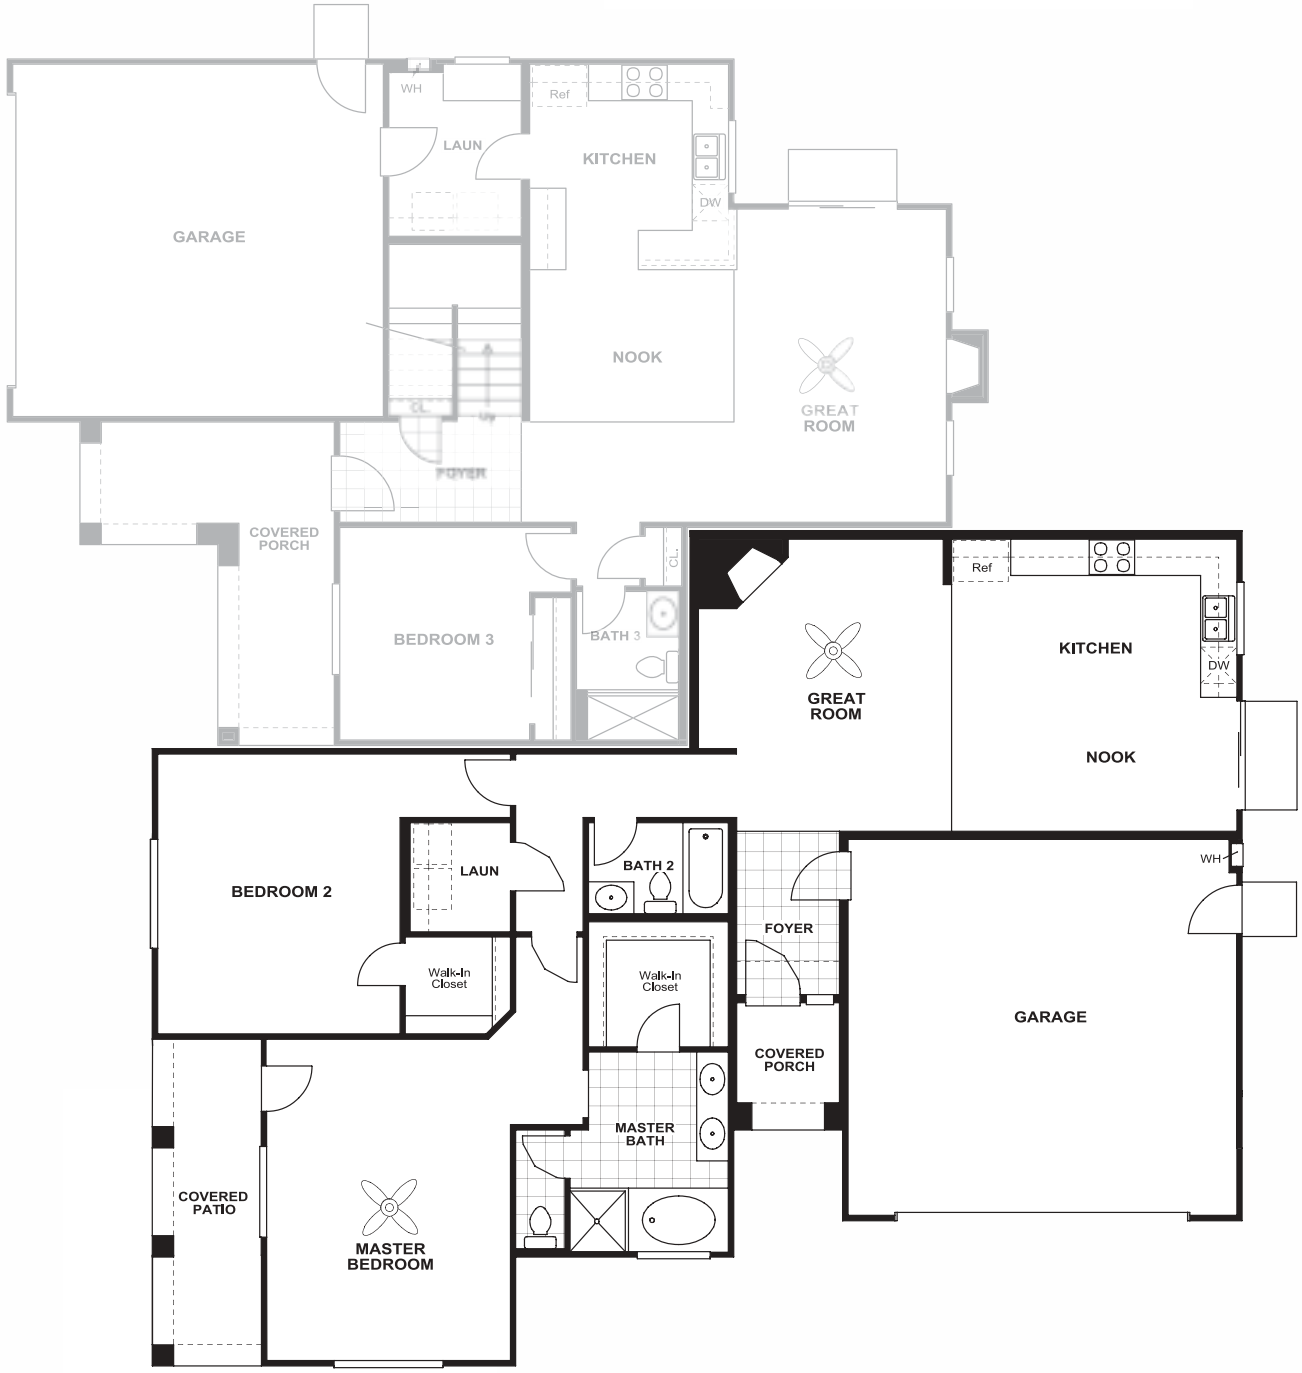 WH
Ref
LAUN
KITCHEN
DW
GARAGE
NOOK
GREAT
ROOM
CL.
Up
FOYER
COVERED
PORCH
CL.
BEDROOM 3
BATH 3
Ref
KITCHEN
DW
GREAT
ROOM
NOOK
WH
BATH 2
LAUN
BEDROOM 2
FOYER
Walk-In
Closet
Walk-In
Closet
GARAGE
COVERED
PORCH
MASTER
BATH
COVERED
PATIO
MASTER
BEDROOM